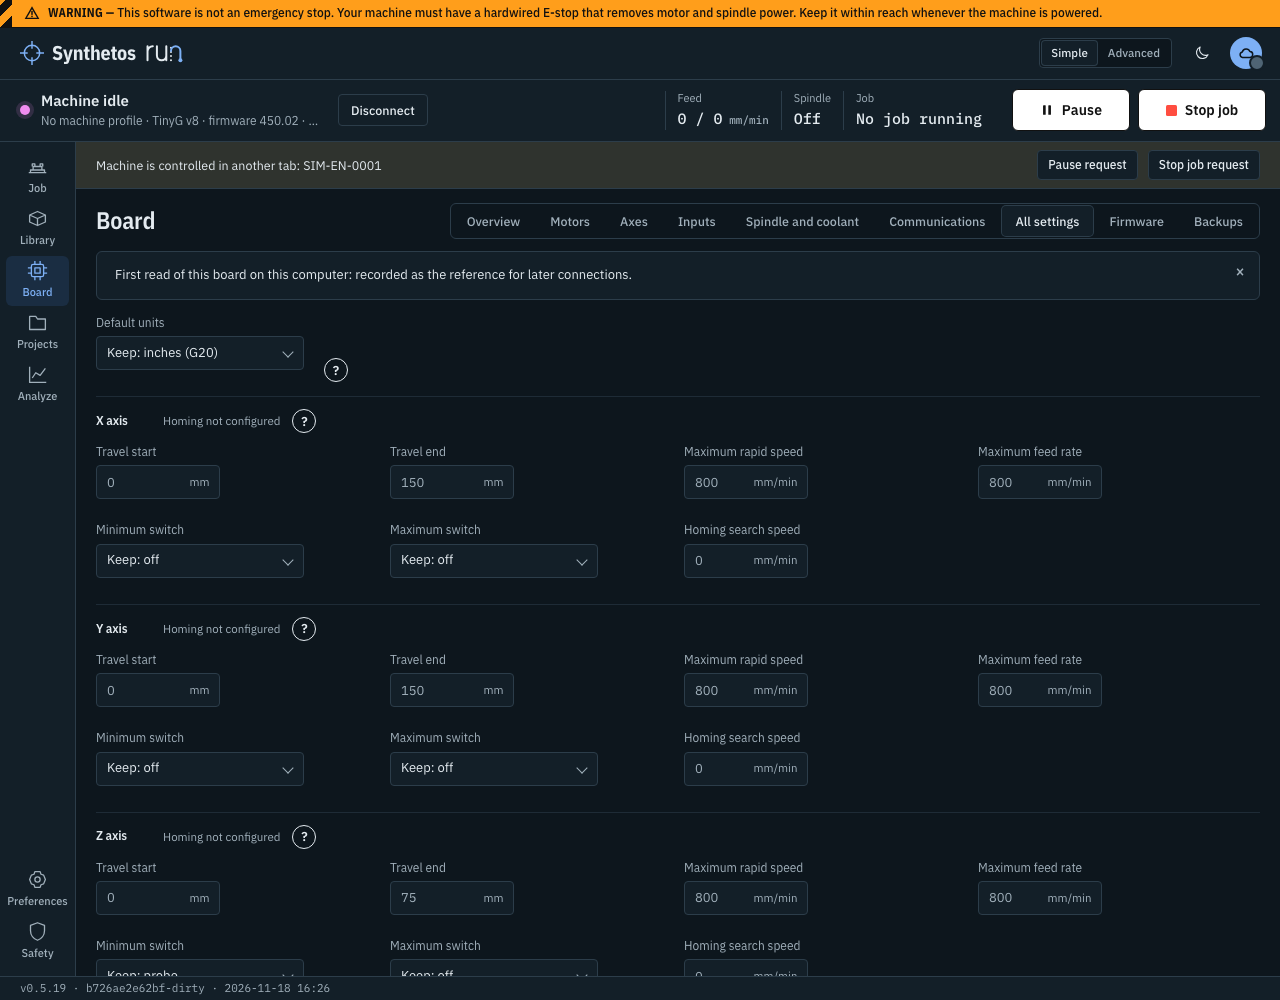 WARNING — This software is not an emergency stop. Your machine must have a hardwired E-stop that removes motor and spindle power. Keep it within reach whenever the machine is powered.
Synthetos run
Simple Advanced
Machine idle
No machine profile · TinyG v8 · firmware 450.02 · ...
Disconnect
Feed
0 / 0 mm/min
Spindle
Off
Job
No job running
Pause
Stop job
Job
Library
Board
Projects
Analyze
Preferences
Safety
Machine is controlled in another tab: SIM-EN-0001
Pause request
Stop job request
Board
Overview Motors Axes Inputs Spindle and coolant Communications All settings Firmware Backups
First read of this board on this computer: recorded as the reference for later connections.
×
Default units
Keep: inches (G20)
?
X axis Homing not configured ?
Travel start Travel end Maximum rapid speed Maximum feed rate
0 mm 150 mm 800 mm/min 800 mm/min
Minimum switch Maximum switch Homing search speed
Keep: off Keep: off 0 mm/min
Y axis Homing not configured ?
Travel start Travel end Maximum rapid speed Maximum feed rate
0 mm 150 mm 800 mm/min 800 mm/min
Minimum switch Maximum switch Homing search speed
Keep: off Keep: off 0 mm/min
Z axis Homing not configured ?
Travel start Travel end Maximum rapid speed Maximum feed rate
0 mm 75 mm 800 mm/min 800 mm/min
Minimum switch Maximum switch Homing search speed
Keep: probe Keep: off 0 mm/min
v0.5.19 · b726ae2e62bf-dirty · 2026-11-18 16:26